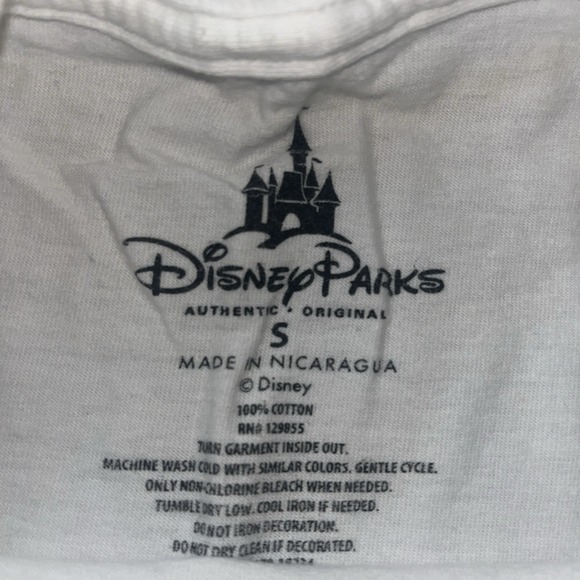 DISNEY PARKS
AUTHENTIC • ORIGINAL
S
MADE IN NICARAGUA
© Disney
100% COTTON
RN# 129855
TURN GARMENT INSIDE OUT.
MACHINE WASH COLD WITH SIMILAR COLORS. GENTLE CYCLE.
ONLY NON-CHLORINE BLEACH WHEN NEEDED.
TUMBLE DRY LOW. COOL IRON IF NEEDED.
DO NOT IRON DECORATION.
DO NOT DRY CLEAN IF DECORATED.